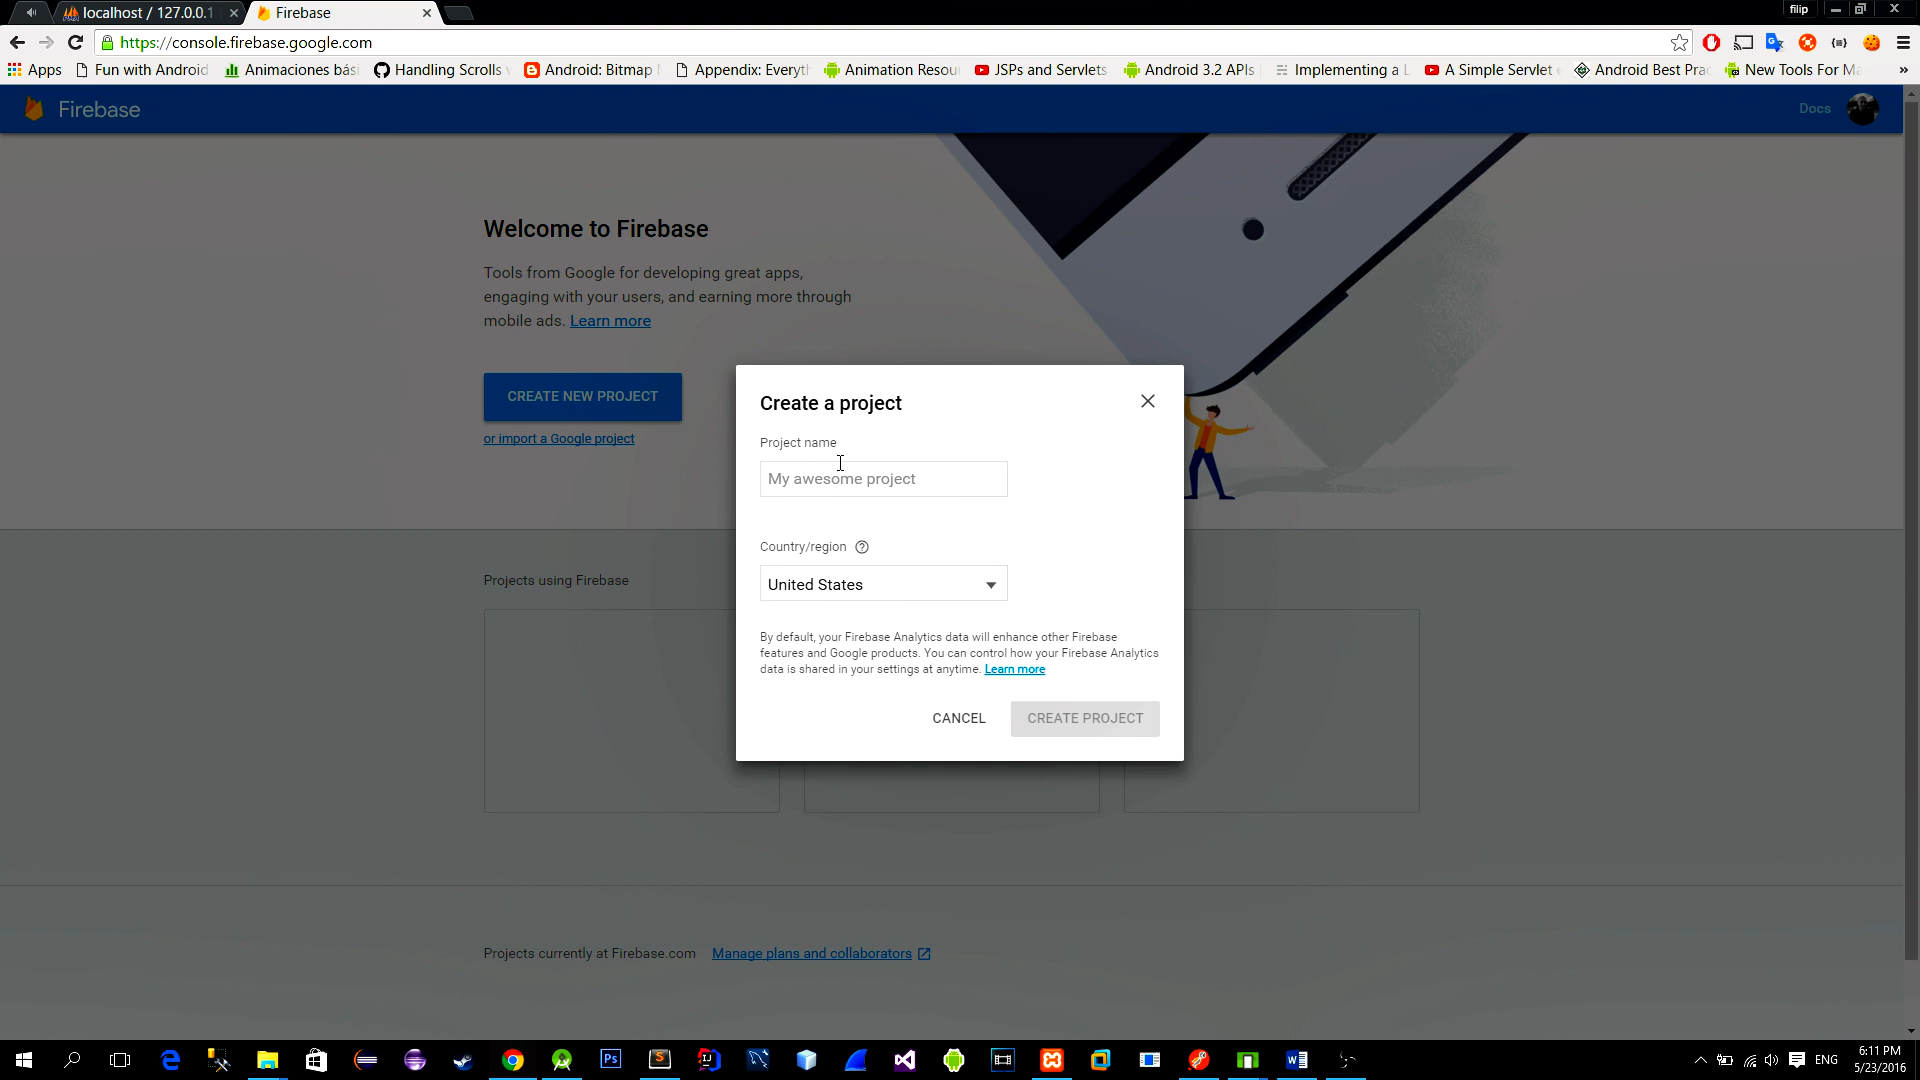 localhost / 127.0.0.1
Firebase
filip
https://console.firebase.google.com
Apps
Fun with Android
Animaciones bási
Handling Scrolls
Android: Bitmap
Appendix: Everyt
Animation Resou
JSPs and Servlets
Android 3.2 APIs
Implementing a L
A Simple Servlet
Android Best Prac
New Tools For Ma
»
Firebase
Docs
Welcome to Firebase
Tools from Google for developing great apps,
engaging with your users, and earning more through
mobile ads. Learn more
CREATE NEW PROJECT
or import a Google project
Create a project
Project name
My awesome project
Country/region
United States
By default, your Firebase Analytics data will enhance other Firebase
features and Google products. You can control how your Firebase Analytics
data is shared in your settings at anytime. Learn more
CANCEL
CREATE PROJECT
Projects using Firebase
Projects currently at Firebase.com
Manage plans and collaborators
Ps
ENG
6:11 PM
5/23/2016